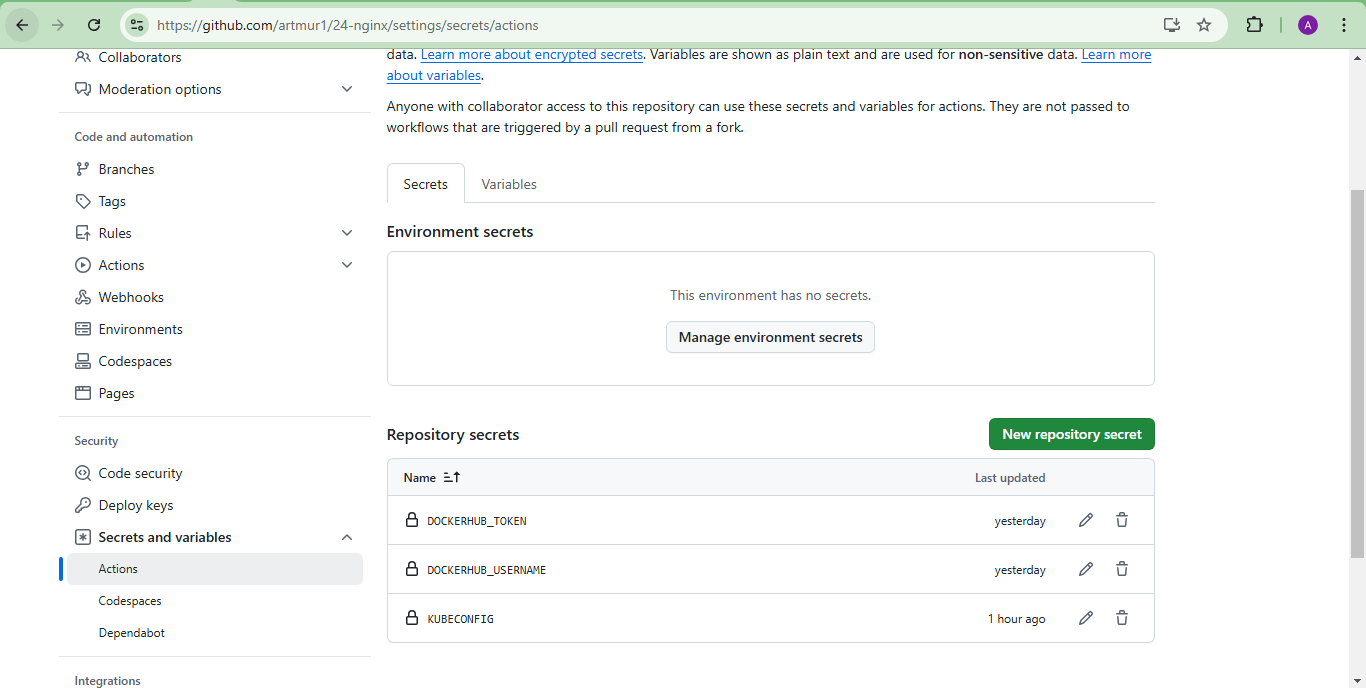 https://github.com/artmur1/24-nginx/settings/secrets/actions
A
Collaborators
Moderation options
Code and automation
Branches
Tags
Rules
Actions
Webhooks
Environments
Codespaces
Pages
Security
Code security
Deploy keys
Secrets and variables
Actions
Codespaces
Dependabot
Integrations
data. Learn more about encrypted secrets. Variables are shown as plain text and are used for non-sensitive data. Learn more
about variables.
Anyone with collaborator access to this repository can use these secrets and variables for actions. They are not passed to
workflows that are triggered by a pull request from a fork.
Secrets Variables
Environment secrets
This environment has no secrets.
Manage environment secrets
Repository secrets New repository secret
Name Last updated
DOCKERHUB_TOKEN yesterday
DOCKERHUB_USERNAME yesterday
KUBECONFIG 1 hour ago